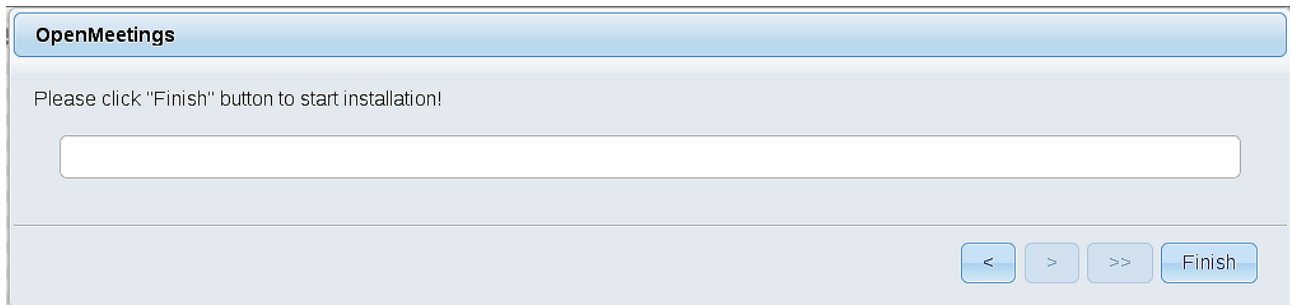 OpenMeetings
Please click "Finish" button to start installation!
< > >> Finish